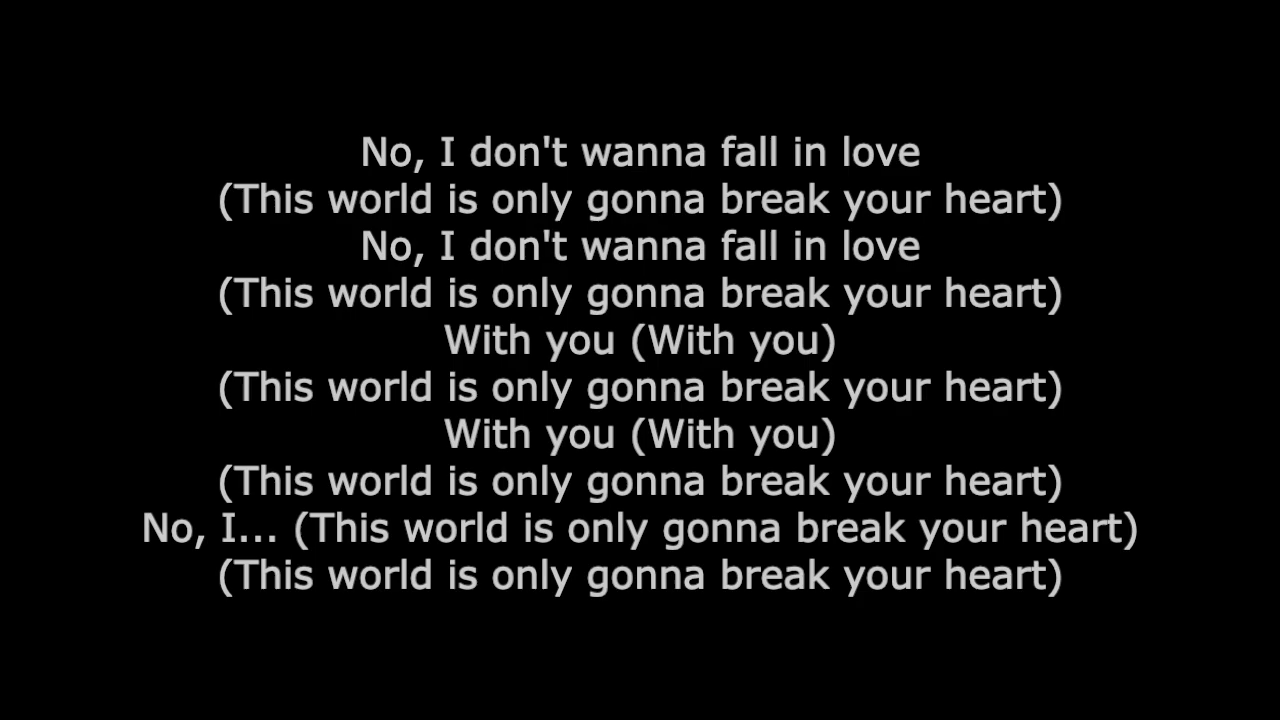 No, I don't wanna fall in love
(This world is only gonna break your heart)
No, I don't wanna fall in love
(This world is only gonna break your heart)
With you (With you)
(This world is only gonna break your heart)
With you (With you)
(This world is only gonna break your heart)
No, I... (This world is only gonna break your heart)
(This world is only gonna break your heart)